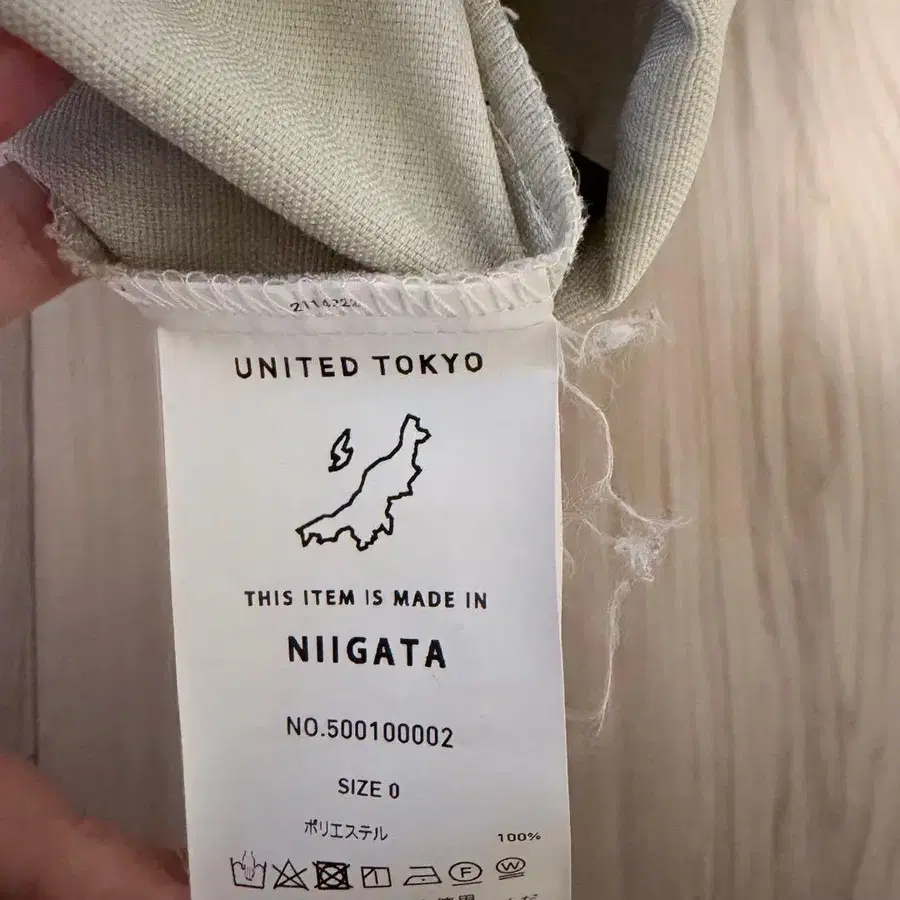 UNITED TOKYO
THIS ITEM IS MADE IN
NIIGATA
NO.500100002
SIZE 0
ポリエステル 100%
F W